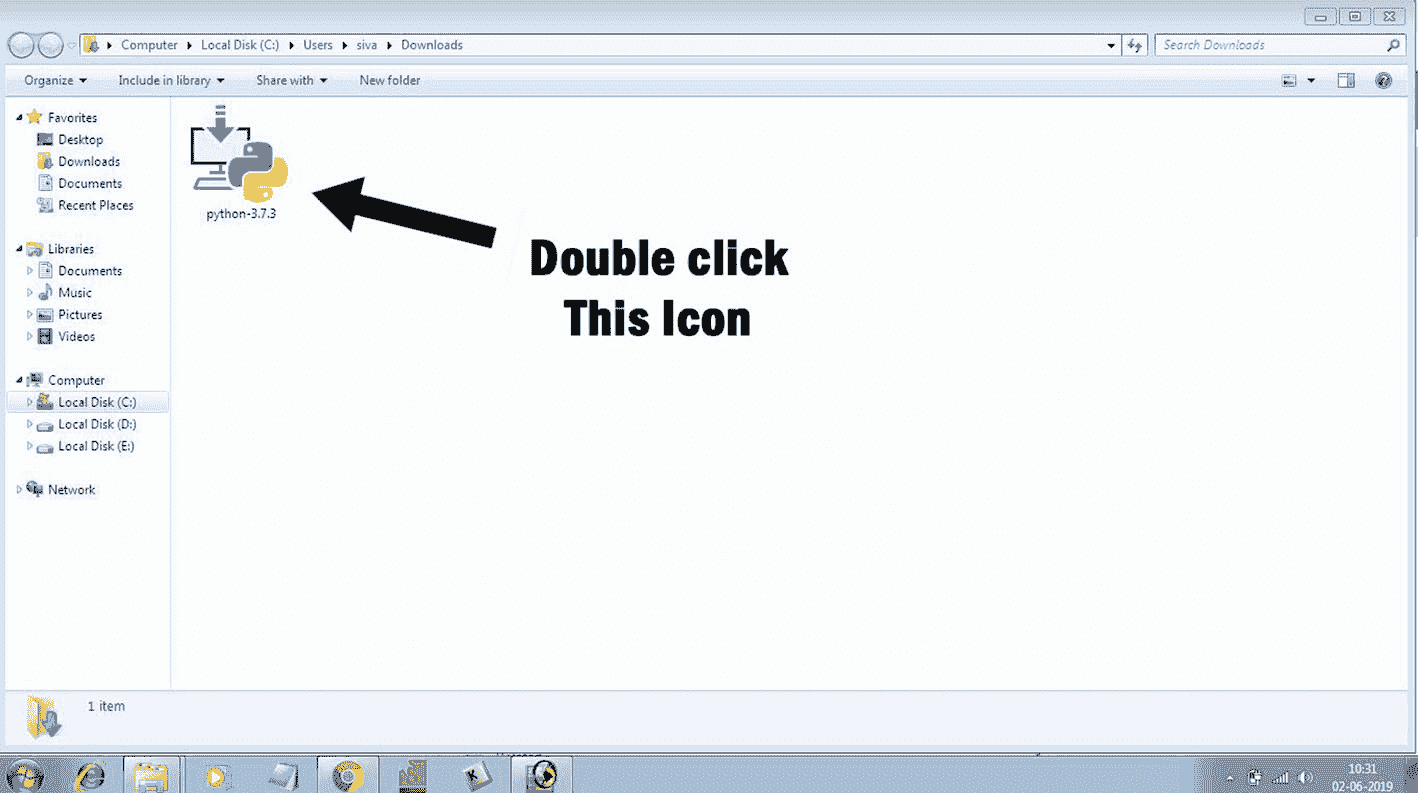 Computer ▸ Local Disk (C:) ▸ Users ▸ siva ▸ Downloads
Search Downloads
Organize Include in library Share with New folder
Favorites
Desktop
Downloads
Documents
Recent Places
Libraries
Documents
Music
Pictures
Videos
Computer
Local Disk (C:)
Local Disk (D:)
Local Disk (E:)
Network
python-3.7.3
Double click
This Icon
1 item
10:31
02-06-2019